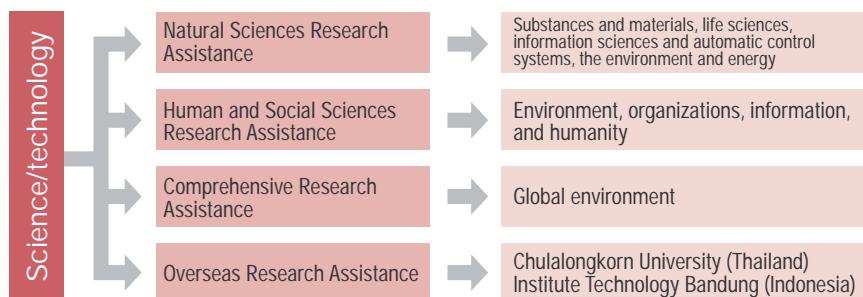 Science/technology
Natural Sciences Research
Assistance
Substances and materials, life sciences,
information sciences and automatic control
systems, the environment and energy
Human and Social Sciences
Research Assistance
Environment, organizations, information,
and humanity
Comprehensive Research
Assistance
Global environment
Overseas Research Assistance
Chulalongkorn University (Thailand)
Institute Technology Bandung (Indonesia)